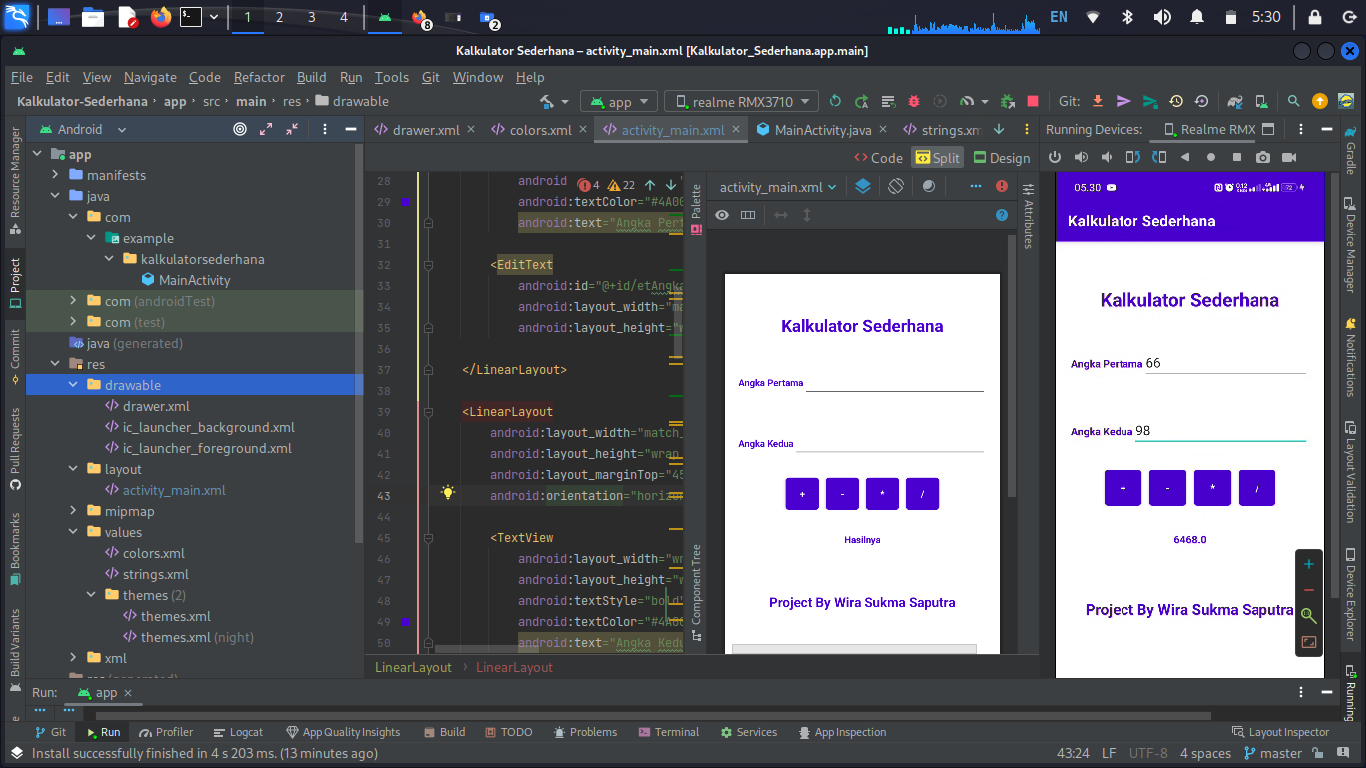 1 2 3 4 8 2 EN 5:30
Kalkulator Sederhana – activity_main.xml [Kalkulator_Sederhana.app.main]
File Edit View Navigate Code Refactor Build Run Tools Git Window Help
Kalkulator-Sederhana › app › src › main › res › drawable
app realme RMX3710 Git:
Android
drawer.xml colors.xml activity_main.xml MainActivity.java strings.xm
Running Devices: Realme RMX
Code Split Design
Resource Manager
Project
Commit
Pull Requests
Bookmarks
Build Variants
app
manifests
java
com
example
kalkulatorsederhana
MainActivity
com (androidTest)
com (test)
java (generated)
res
drawable
drawer.xml
ic_launcher_background.xml
ic_launcher_foreground.xml
layout
activity_main.xml
mipmap
values
colors.xml
strings.xml
themes (2)
themes.xml
themes.xml (night)
xml
res (generated)
4 22
28 android
29 android:textColor="#4A00
30 android:text="Angka Pert
31
32 <EditText
33 android:id="@+id/etAngka
34 android:layout_width="ma
35 android:layout_height="w
36
37 </LinearLayout>
38
39 <LinearLayout
40 android:layout_width="match_
41 android:layout_height="wrap_
42 android:layout_marginTop="45
43 android:orientation="horizon
44
45 <TextView
46 android:layout_width="wr
47 android:layout_height="w
48 android:textStyle="bold"
49 android:textColor="#4A00
50 android:text="Angka Kedu
LinearLayout › LinearLayout
Palette
Component Tree
activity_main.xml
Attributes
Kalkulator Sederhana
Angka Pertama
Angka Kedua
+ - * /
Hasilnya
Project By Wira Sukma Saputra
05.30 72
Kalkulator Sederhana
Kalkulator Sederhana
Angka Pertama 66
Angka Kedua 98
+ - * /
6468.0
Project By Wira Sukma Saputra
Gradle
Device Manager
Notifications
Layout Validation
Device Explorer
Running
Run: app
Git Run Profiler Logcat App Quality Insights Build TODO Problems Terminal Services App Inspection Layout Inspector
Install successfully finished in 4 s 203 ms. (13 minutes ago) 43:24 LF UTF-8 4 spaces master